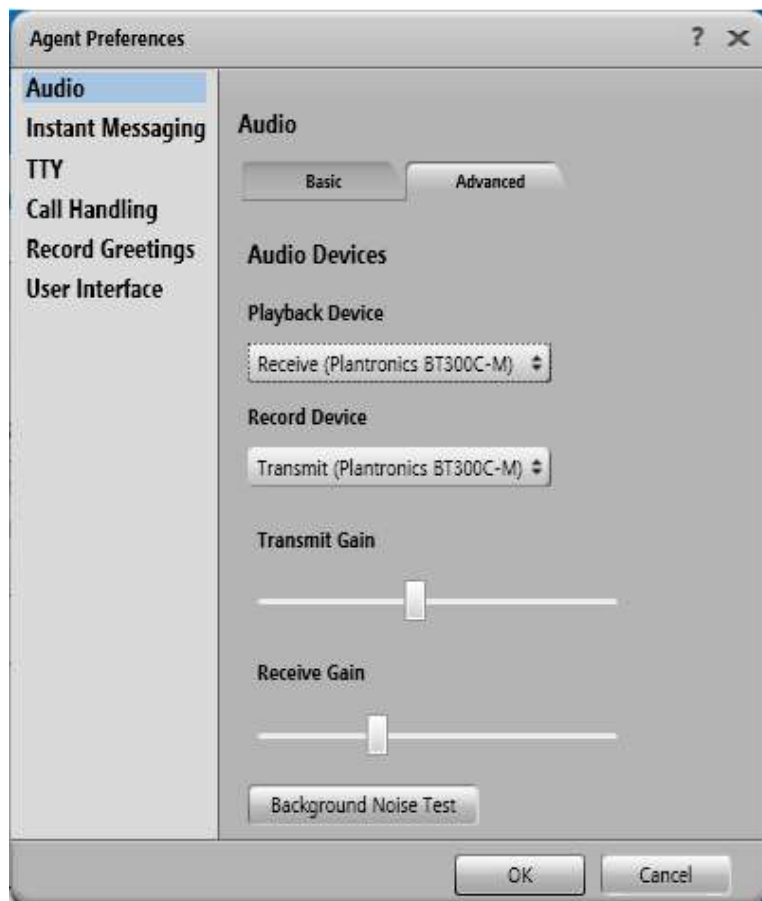 Agent Preferences
?
Audio
Instant Messaging
TTY
Call Handling
Record Greetings
User Interface
Audio
Basic
Advanced
Audio Devices
Playback Device
Receive (Plantronics BT300C-M)
Record Device
Transmit (Plantronics BT300C-M)
Transmit Gain
Receive Gain
Background Noise Test
OK
Cancel